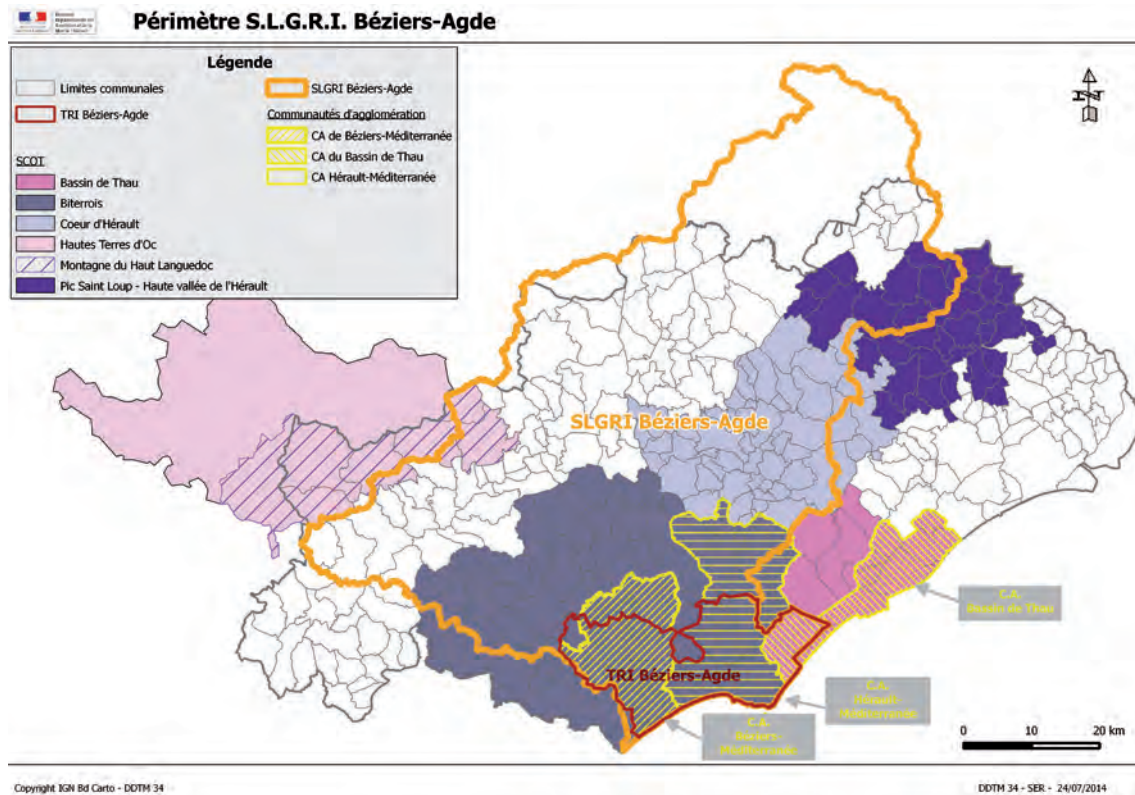 Périmètre S.L.G.R.I. Béziers-Agde
Légende
Limites communales
TRI Béziers-Agde
SCOT
Bassin de Thau
Biterrois
Coeur d'Hérault
Hautes Terres d'Oc
Montagne du Haut Languedoc
Pic Saint Loup - Haute vallée de l'Hérault
SLGRI Béziers-Agde
Communautés d'agglomération
CA de Béziers-Méditerranée
CA du Bassin de Thau
CA Hérault-Méditerranée
N
SLGRI Béziers-Agde
TRI Béziers-Agde
C.A.
Bassin de Thau
C.A.
Hérault-
Méditerranée
C.A.
Béziers-
Méditerranée
0 10 20 km
Copyright IGN Bd Carto - DDTM 34
DDTM 34 - SER - 24/07/2014